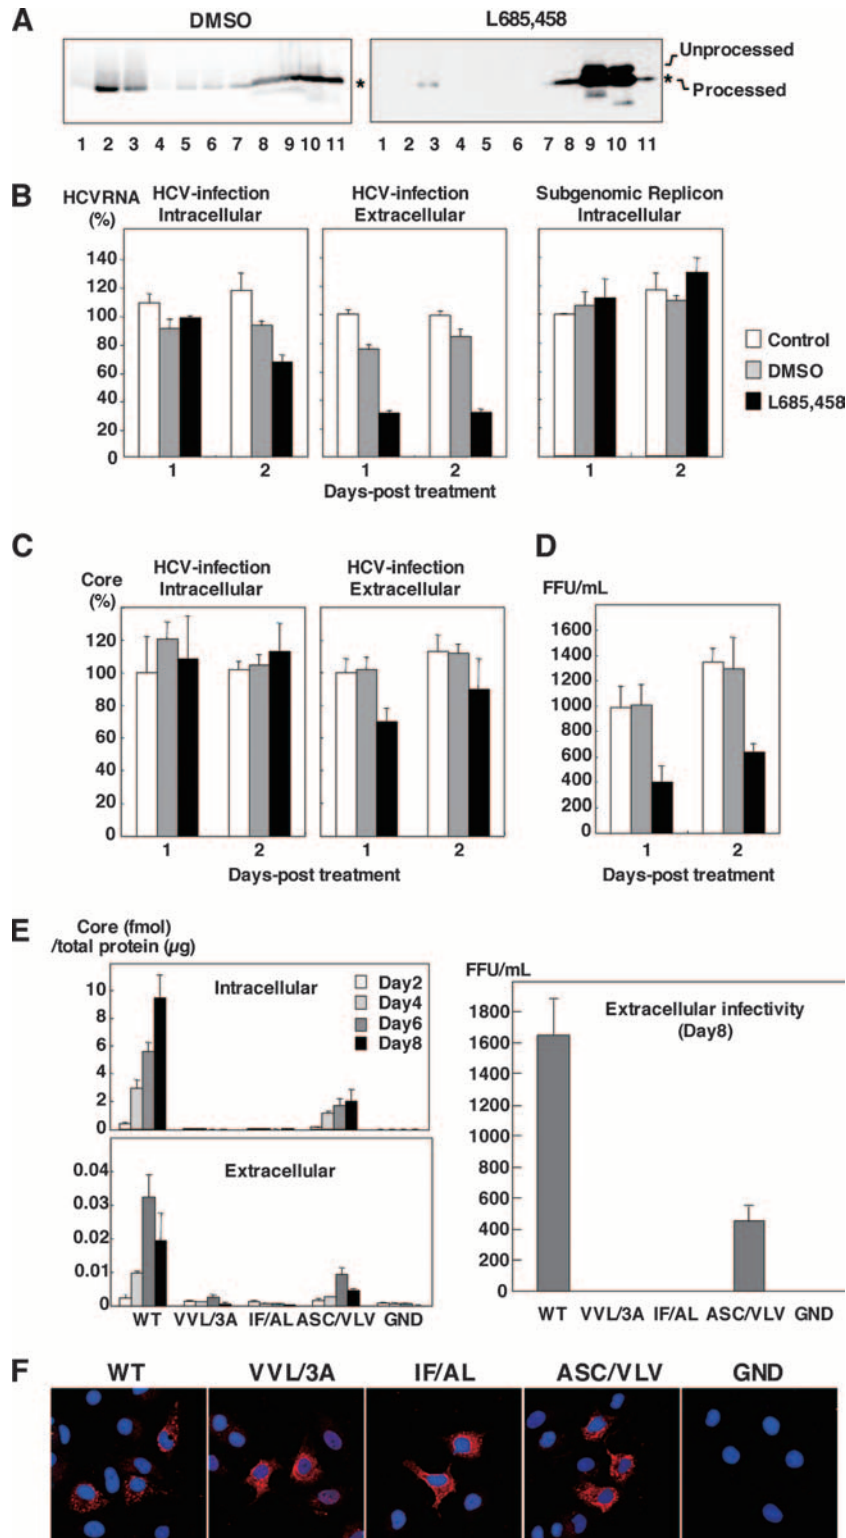 A
DMSO
L685,458
Unprocessed
*
*
Processed
1 2 3 4 5 6 7 8 9 10 11
1 2 3 4 5 6 7 8 9 10 11
B
HCVRNA
(%)
HCV-infection
Intracellular
HCV-infection
Extracellular
Subgenomic Replicon
Intracellular
140
120
100
80
60
40
20
0
Control
DMSO
L685,458
1 2
1 2
1 2
Days-post treatment
C
Core
(%)
HCV-infection
Intracellular
HCV-infection
Extracellular
120
100
80
60
40
20
0
1 2
1 2
Days-post treatment
D
FFU/mL
1600
1400
1200
1000
800
600
400
200
0
1 2
Days-post treatment
E
Core (fmol)
/total protein (µg)
Intracellular
Day2
Day4
Day6
Day8
10
8
6
4
2
0
Extracellular
0.04
0.03
0.02
0.01
0
WT VVL/3A IF/AL ASC/VLV GND
FFU/mL
Extracellular infectivity
(Day8)
1800
1600
1400
1200
1000
800
600
400
200
0
WT VVL/3A IF/AL ASC/VLV GND
F
WT VVL/3A IF/AL ASC/VLV GND